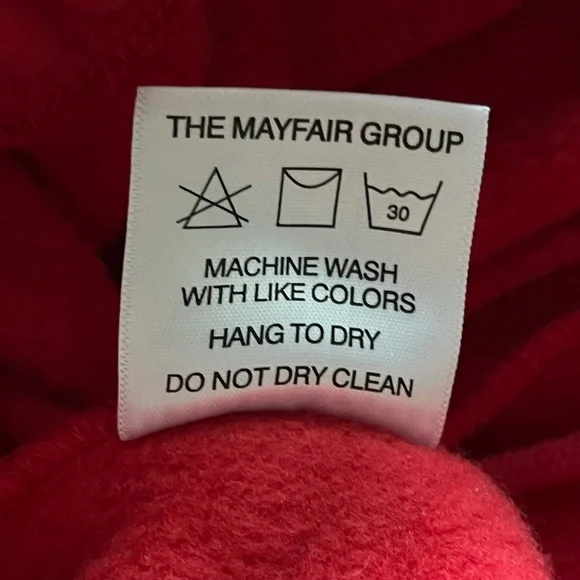 THE MAYFAIR GROUP
30
MACHINE WASH
WITH LIKE COLORS
HANG TO DRY
DO NOT DRY CLEAN